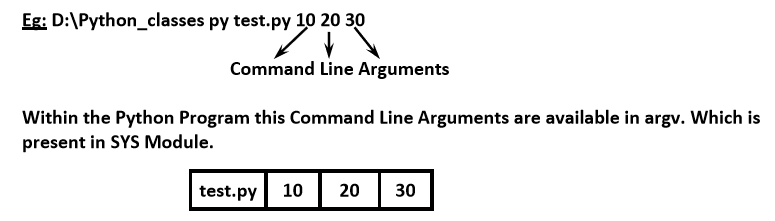 Eg: D:\Python_classes py test.py 10 20 30
Command Line Arguments
Within the Python Program this Command Line Arguments are available in argv. Which is
present in SYS Module.
test.py 10 20 30